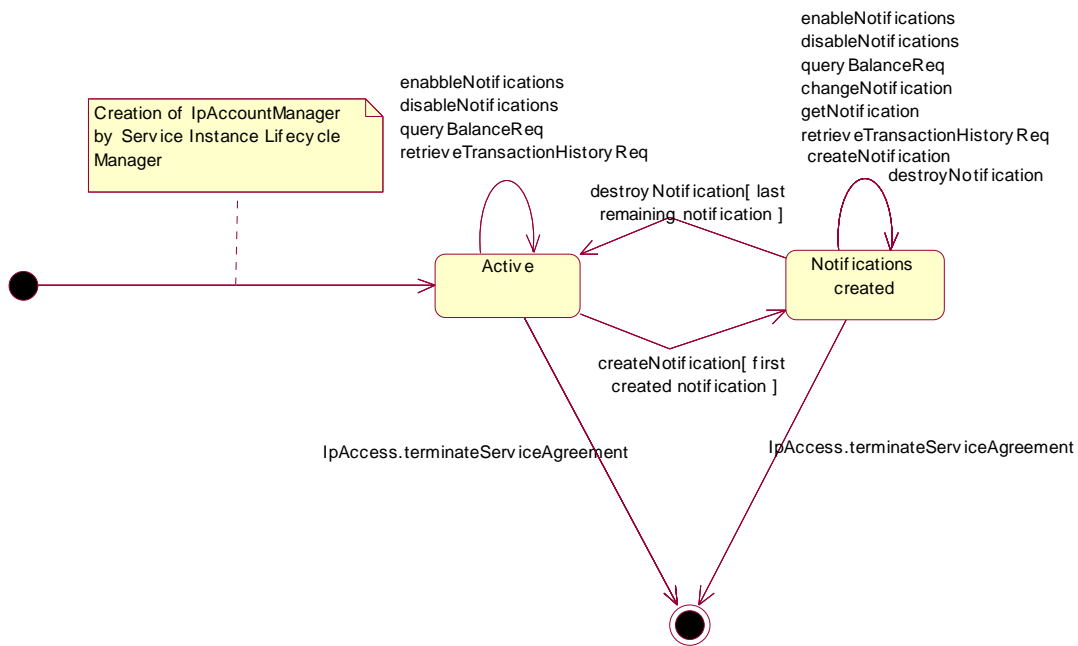 enableNotifications
disableNotifications
queryBalanceReq
changeNotification
getNotification
retrieveTransactionHistoryReq
createNotification
destroyNotification
enabbleNotifications
disableNotifications
queryBalanceReq
retrieveTransactionHistoryReq
Creation of IpAccountManager
by Service Instance Lifecycle
Manager
destroyNotification[ last
remaining notification ]
Active
Notifications
created
createNotification[ first
created notification ]
IpAccess.terminateServiceAgreement
IpAccess.terminateServiceAgreement